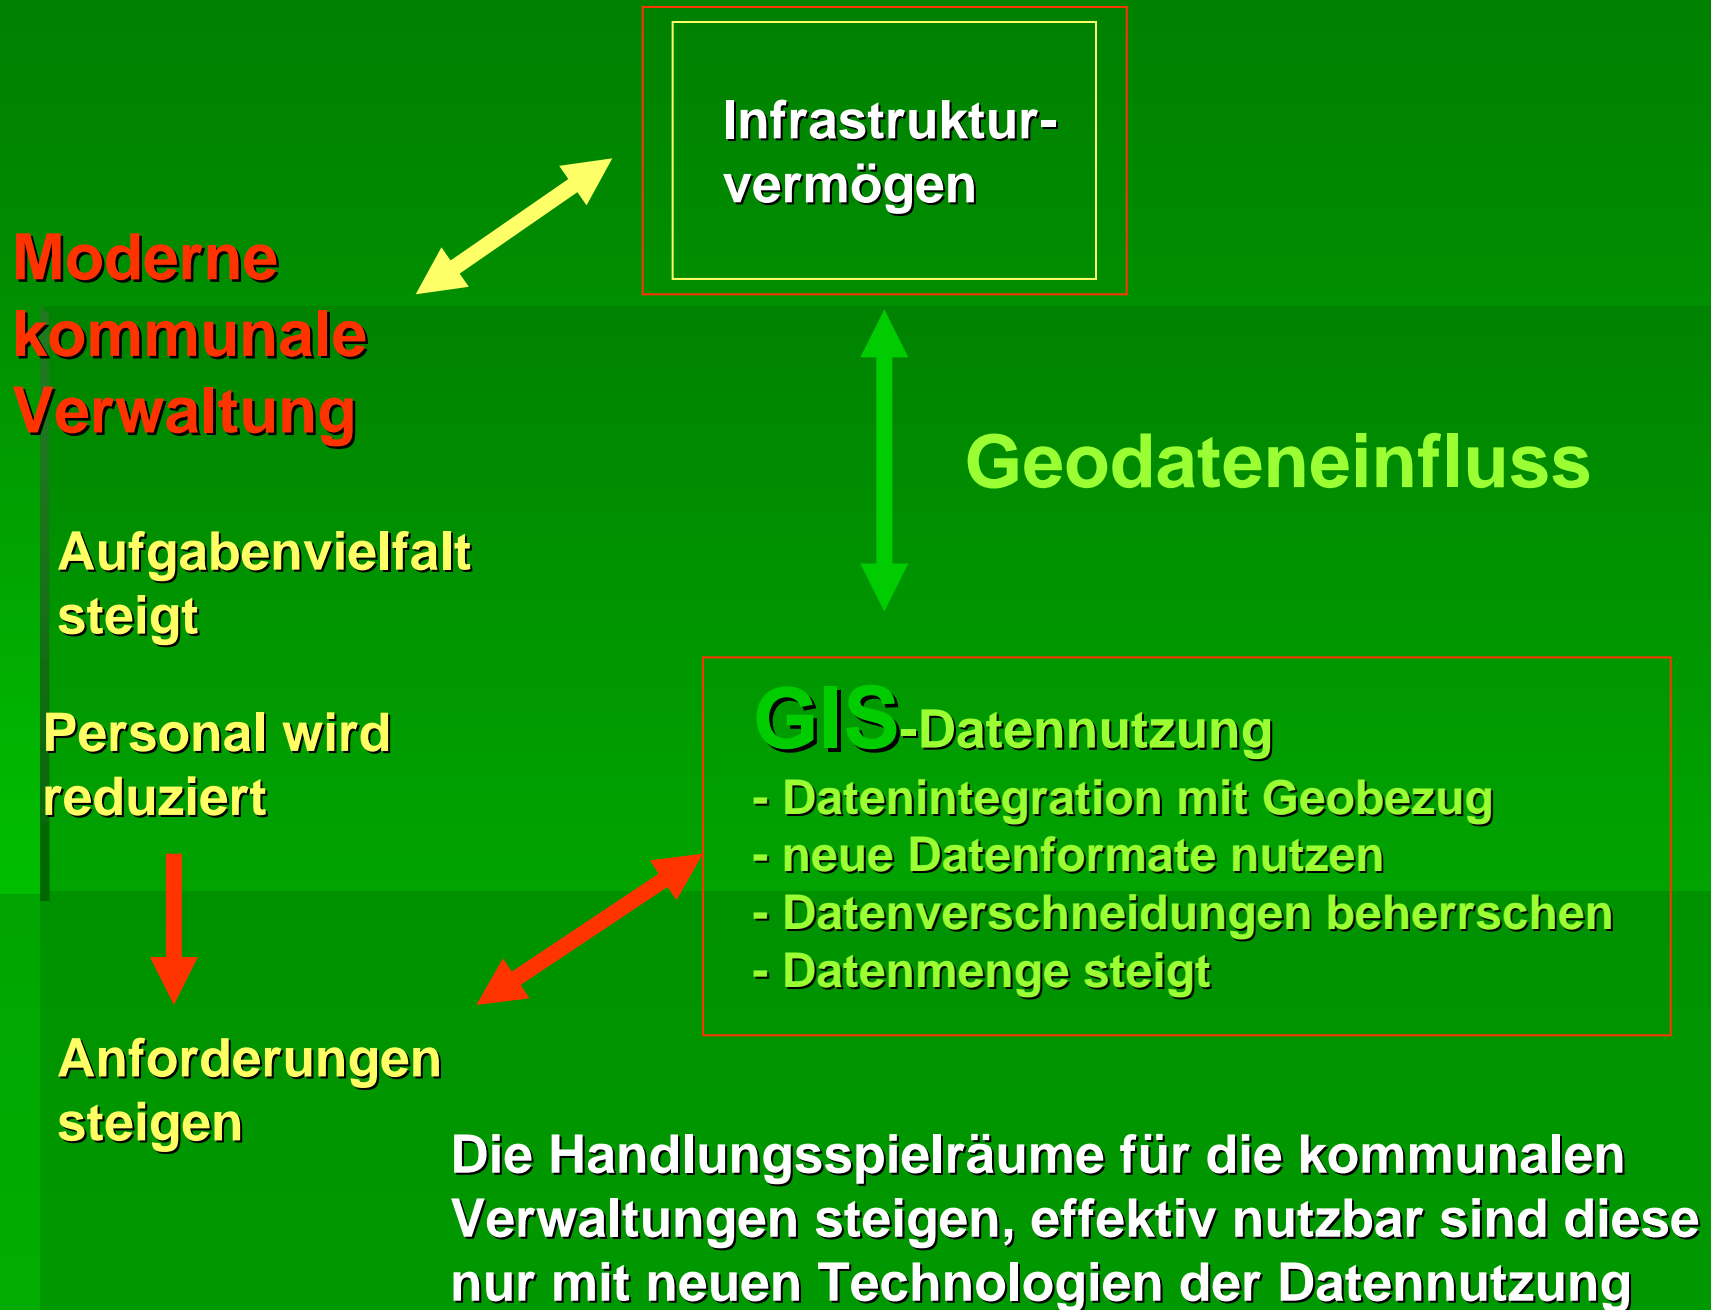 Infrastruktur-
vermögen
Moderne
kommunale
Verwaltung
Geodateneinfluss
Aufgabenvielfalt
steigt
Personal wird
reduziert
GIS-Datennutzung
- Datenintegration mit Geobezug
- neue Datenformate nutzen
- Datenverschneidungen beherrschen
- Datenmenge steigt
Anforderungen
steigen
Die Handlungsspielräume für die kommunalen
Verwaltungen steigen, effektiv nutzbar sind diese
nur mit neuen Technologien der Datennutzung